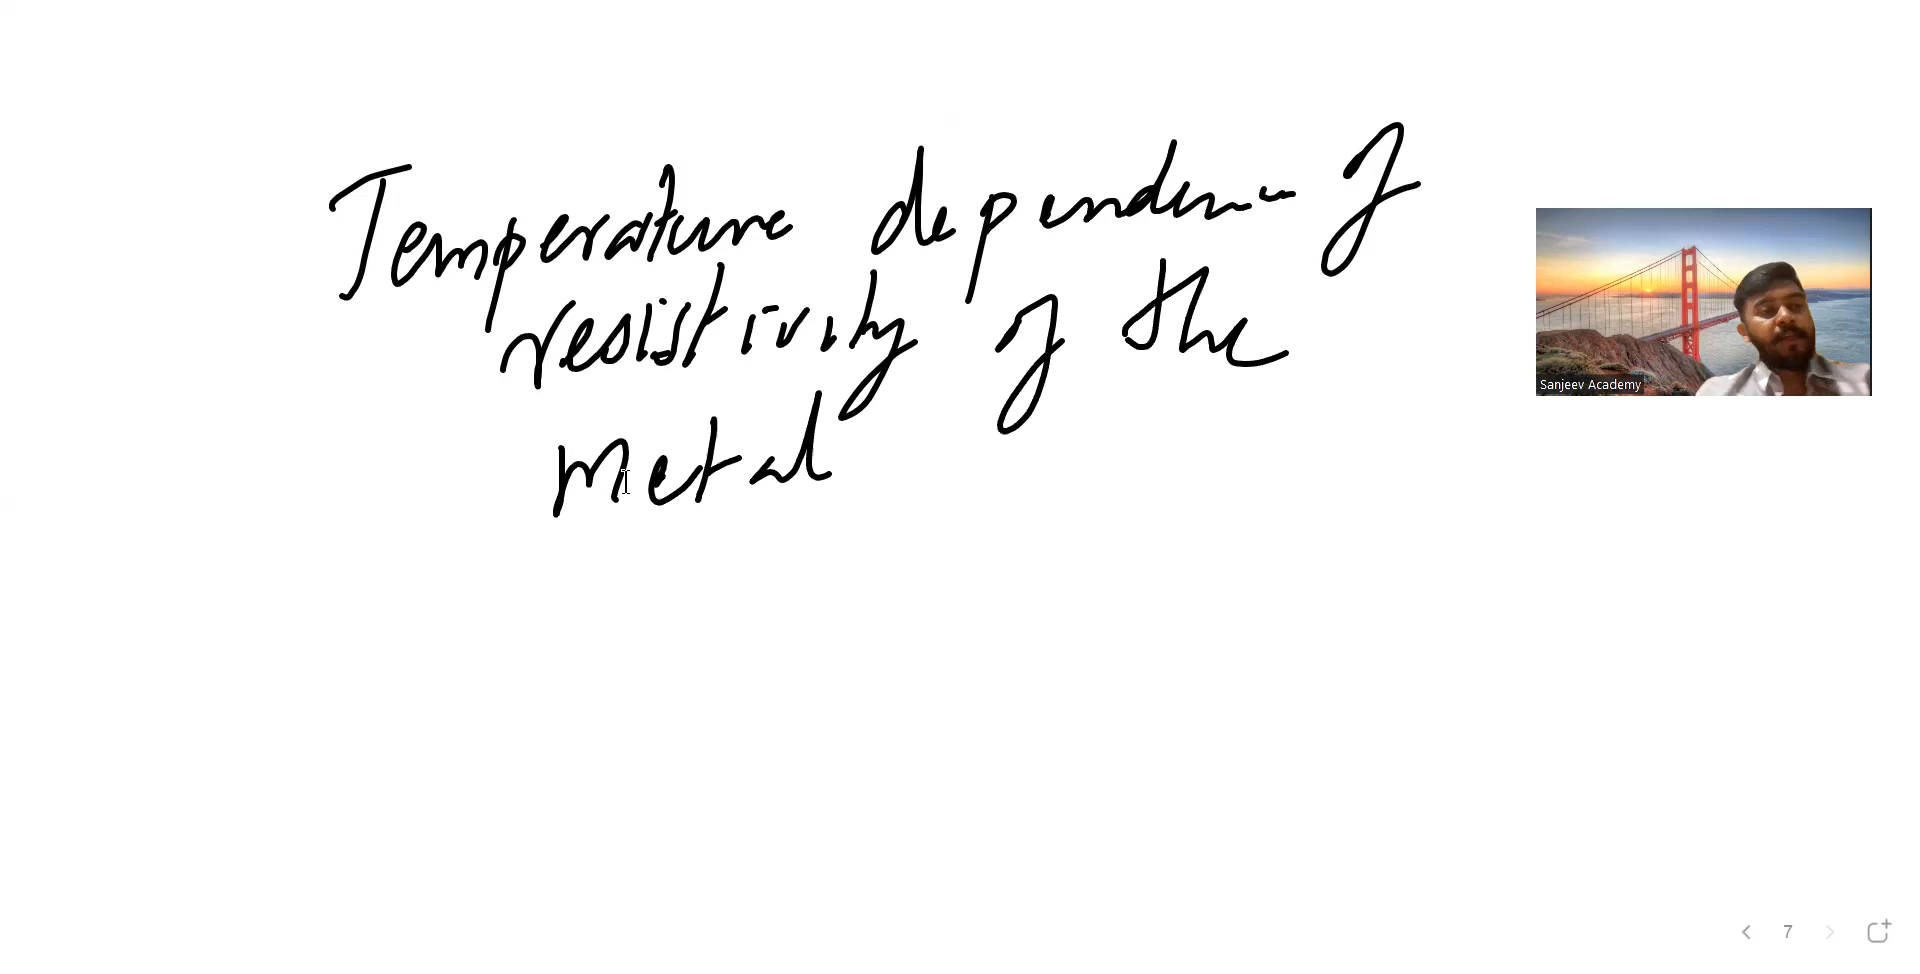 Temperature dependence of
resistivity of the
metal
Sanjeev Academy
7